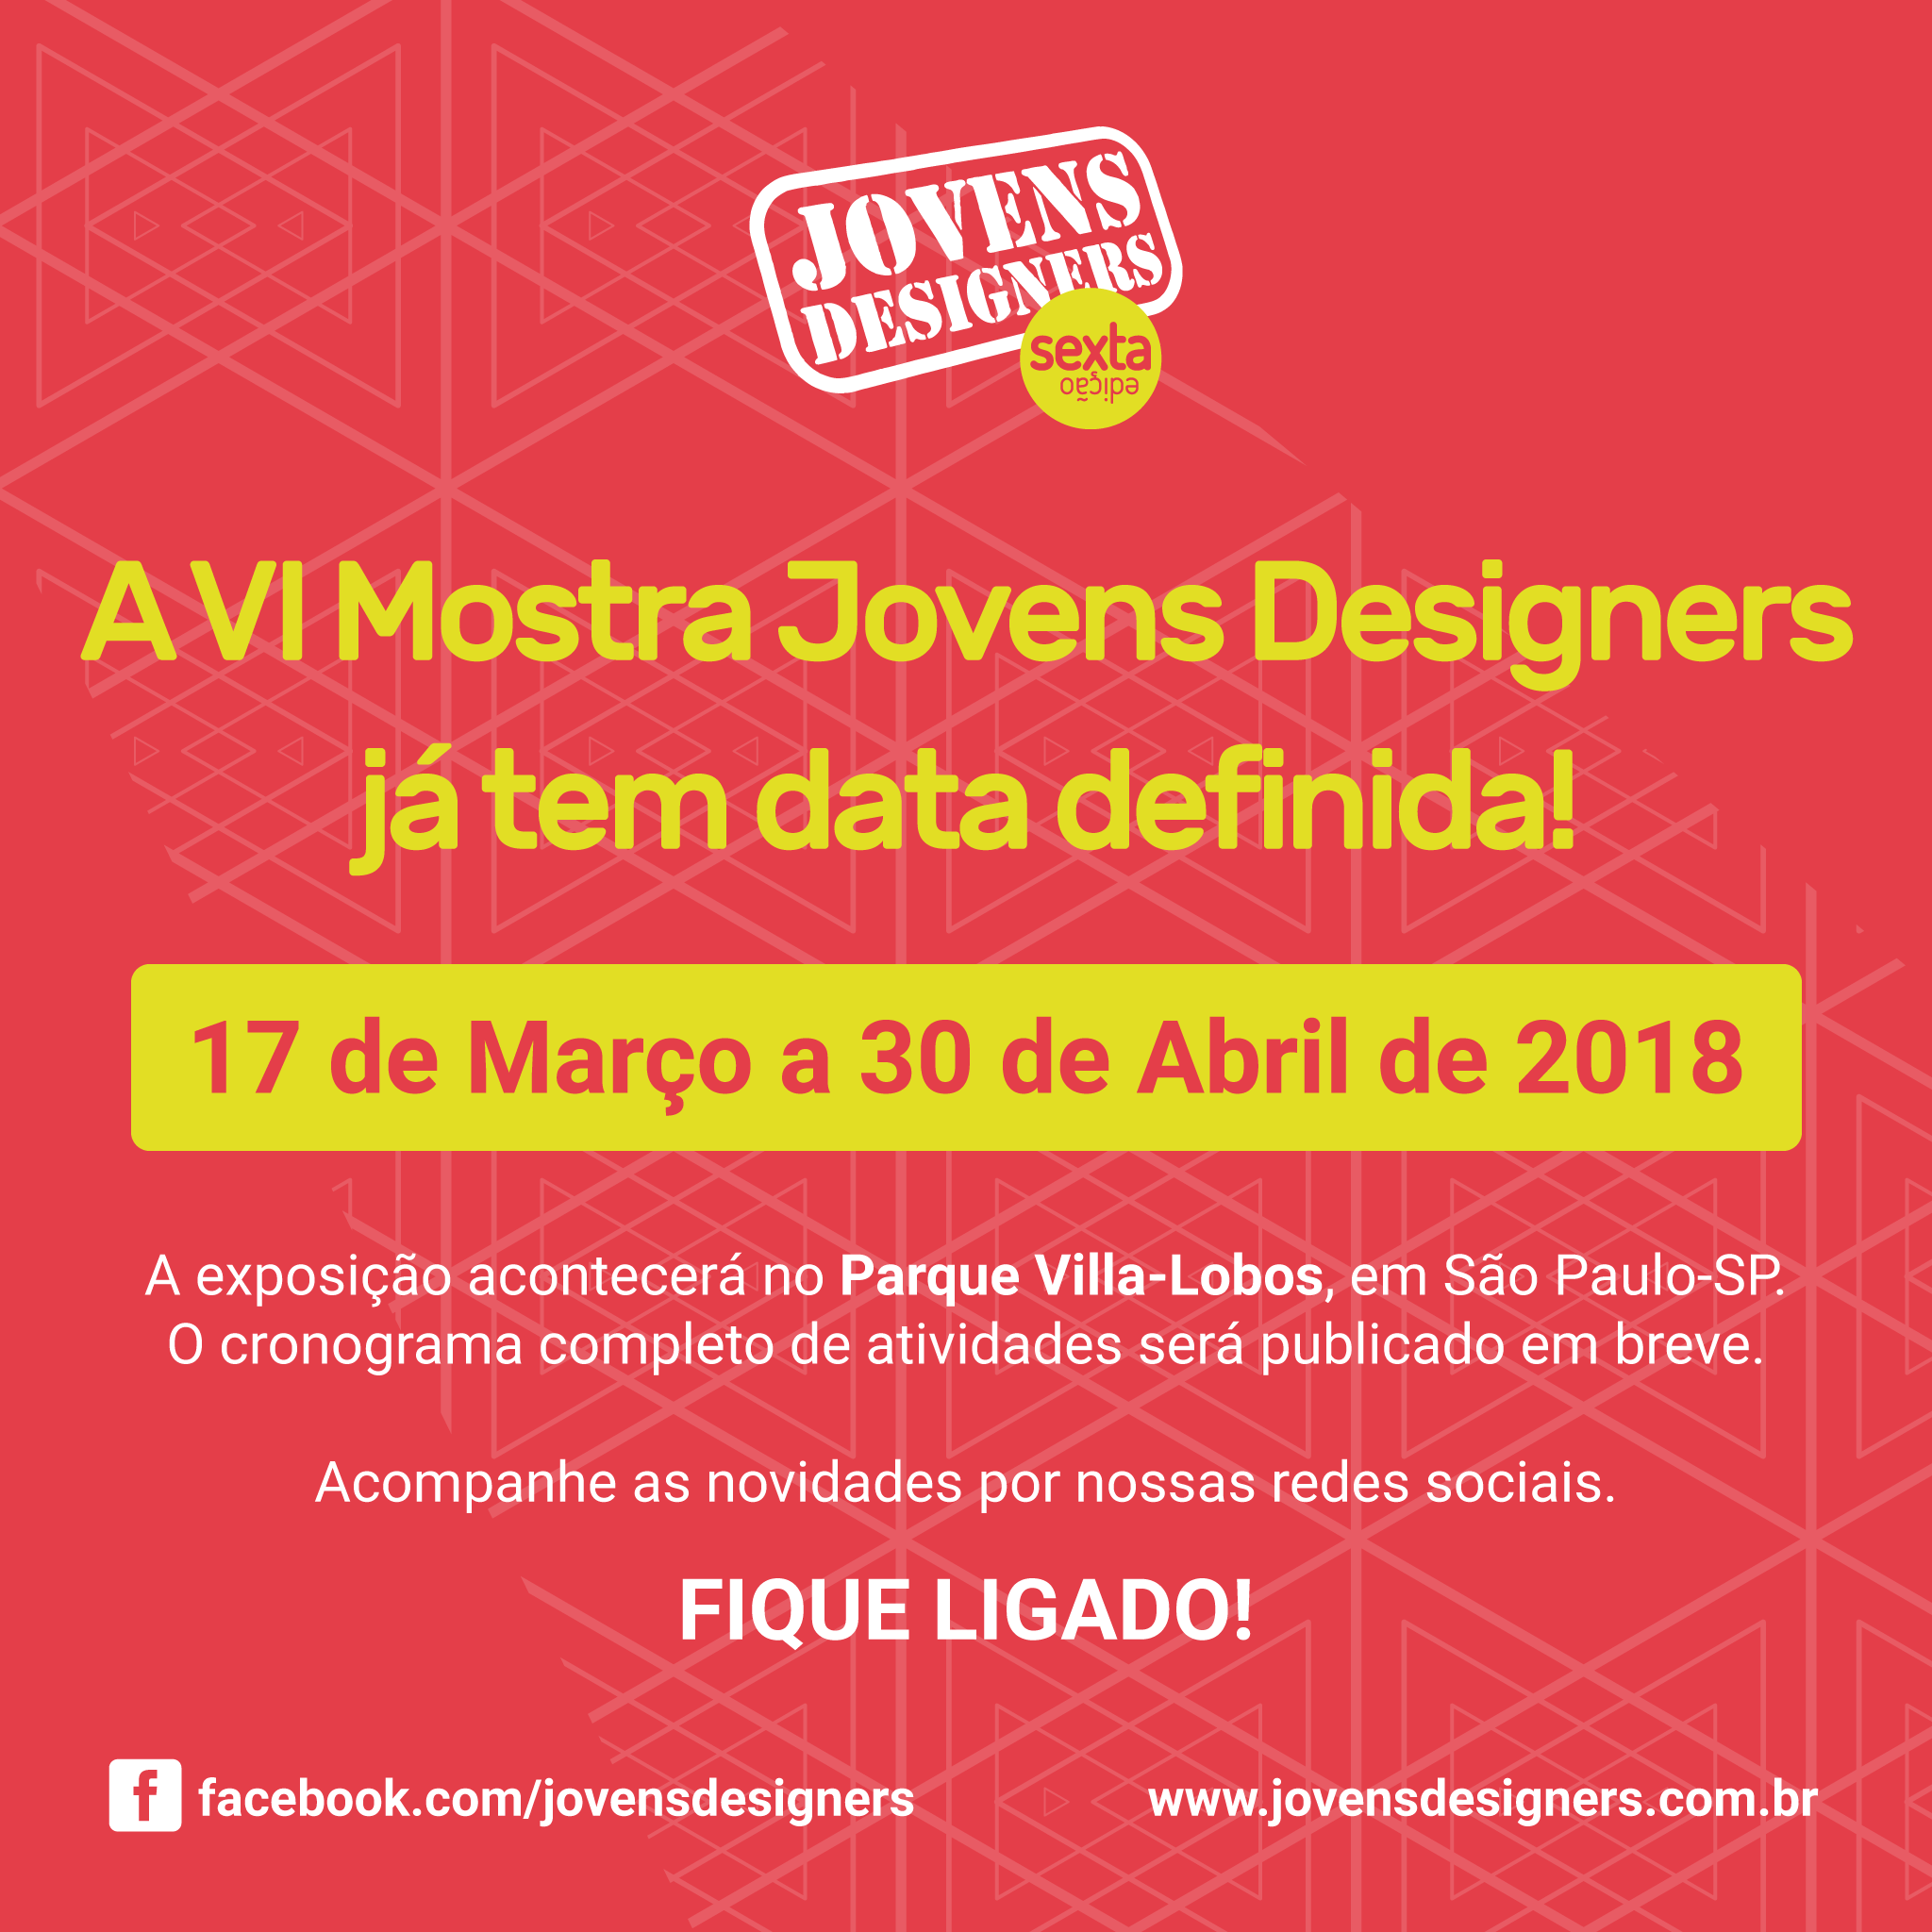 JOVENS
DESIGNERS
sexta
edição
A VI Mostra Jovens Designers
já tem data definida!
17 de Março a 30 de Abril de 2018
A exposição acontecerá no Parque Villa-Lobos, em São Paulo-SP.
O cronograma completo de atividades será publicado em breve.
Acompanhe as novidades por nossas redes sociais.
FIQUE LIGADO!
f facebook.com/jovensdesigners
www.jovensdesigners.com.br